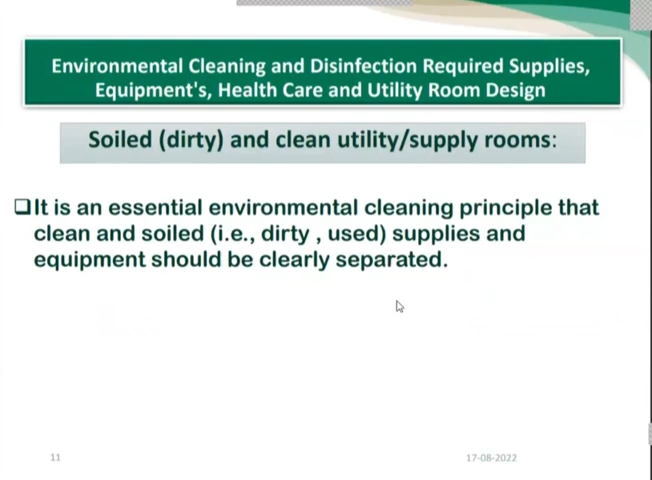 Environmental Cleaning and Disinfection Required Supplies,
Equipment's, Health Care and Utility Room Design
Soiled (dirty) and clean utility/supply rooms:
❑It is an essential environmental cleaning principle that
clean and soiled (i.e., dirty , used) supplies and
equipment should be clearly separated.
11
17-08-2022